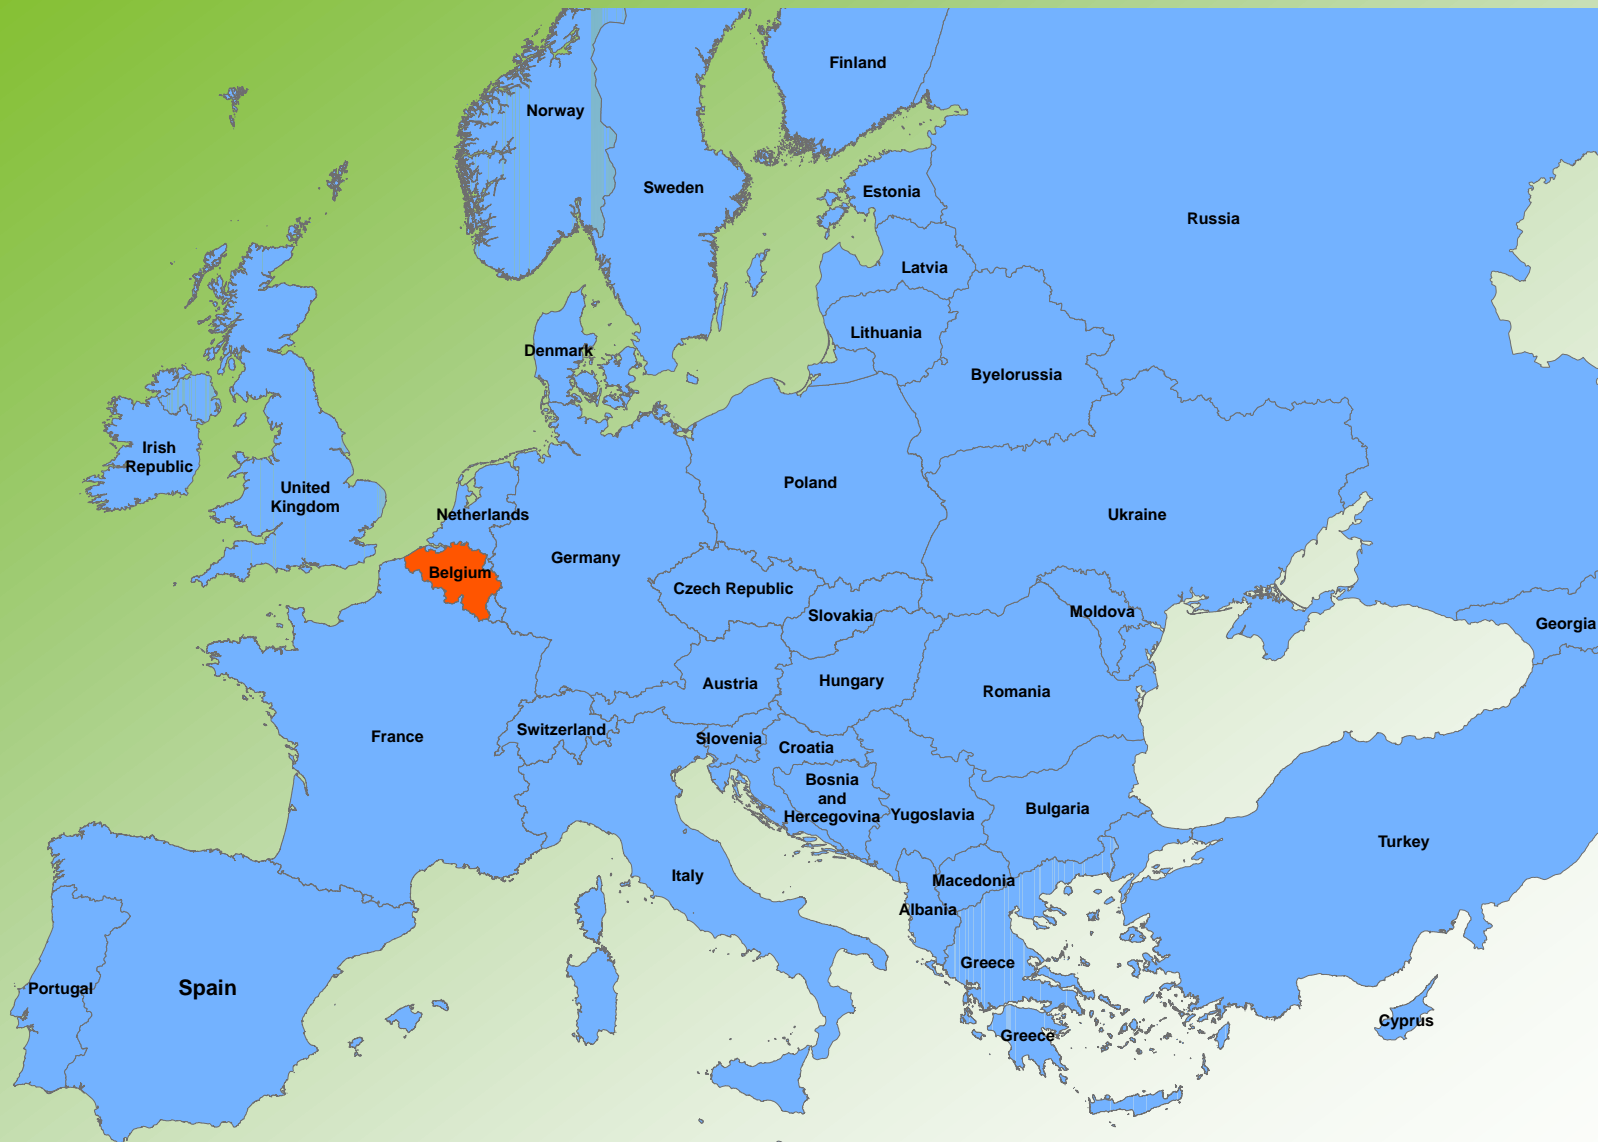 Finland
Norway
Sweden
Estonia
Russia
Latvia
Lithuania
Denmark
Byelorussia
Irish
Republic
United
Kingdom
Poland
Netherlands
Ukraine
Germany
Belgium
Czech Republic
Slovakia
Moldova
Georgia
Austria
Hungary
Romania
France
Switzerland
Slovenia
Croatia
Bosnia
and
Hercegovina
Yugoslavia
Bulgaria
Turkey
Italy
Macedonia
Albania
Greece
Portugal
Spain
Cyprus
Greece